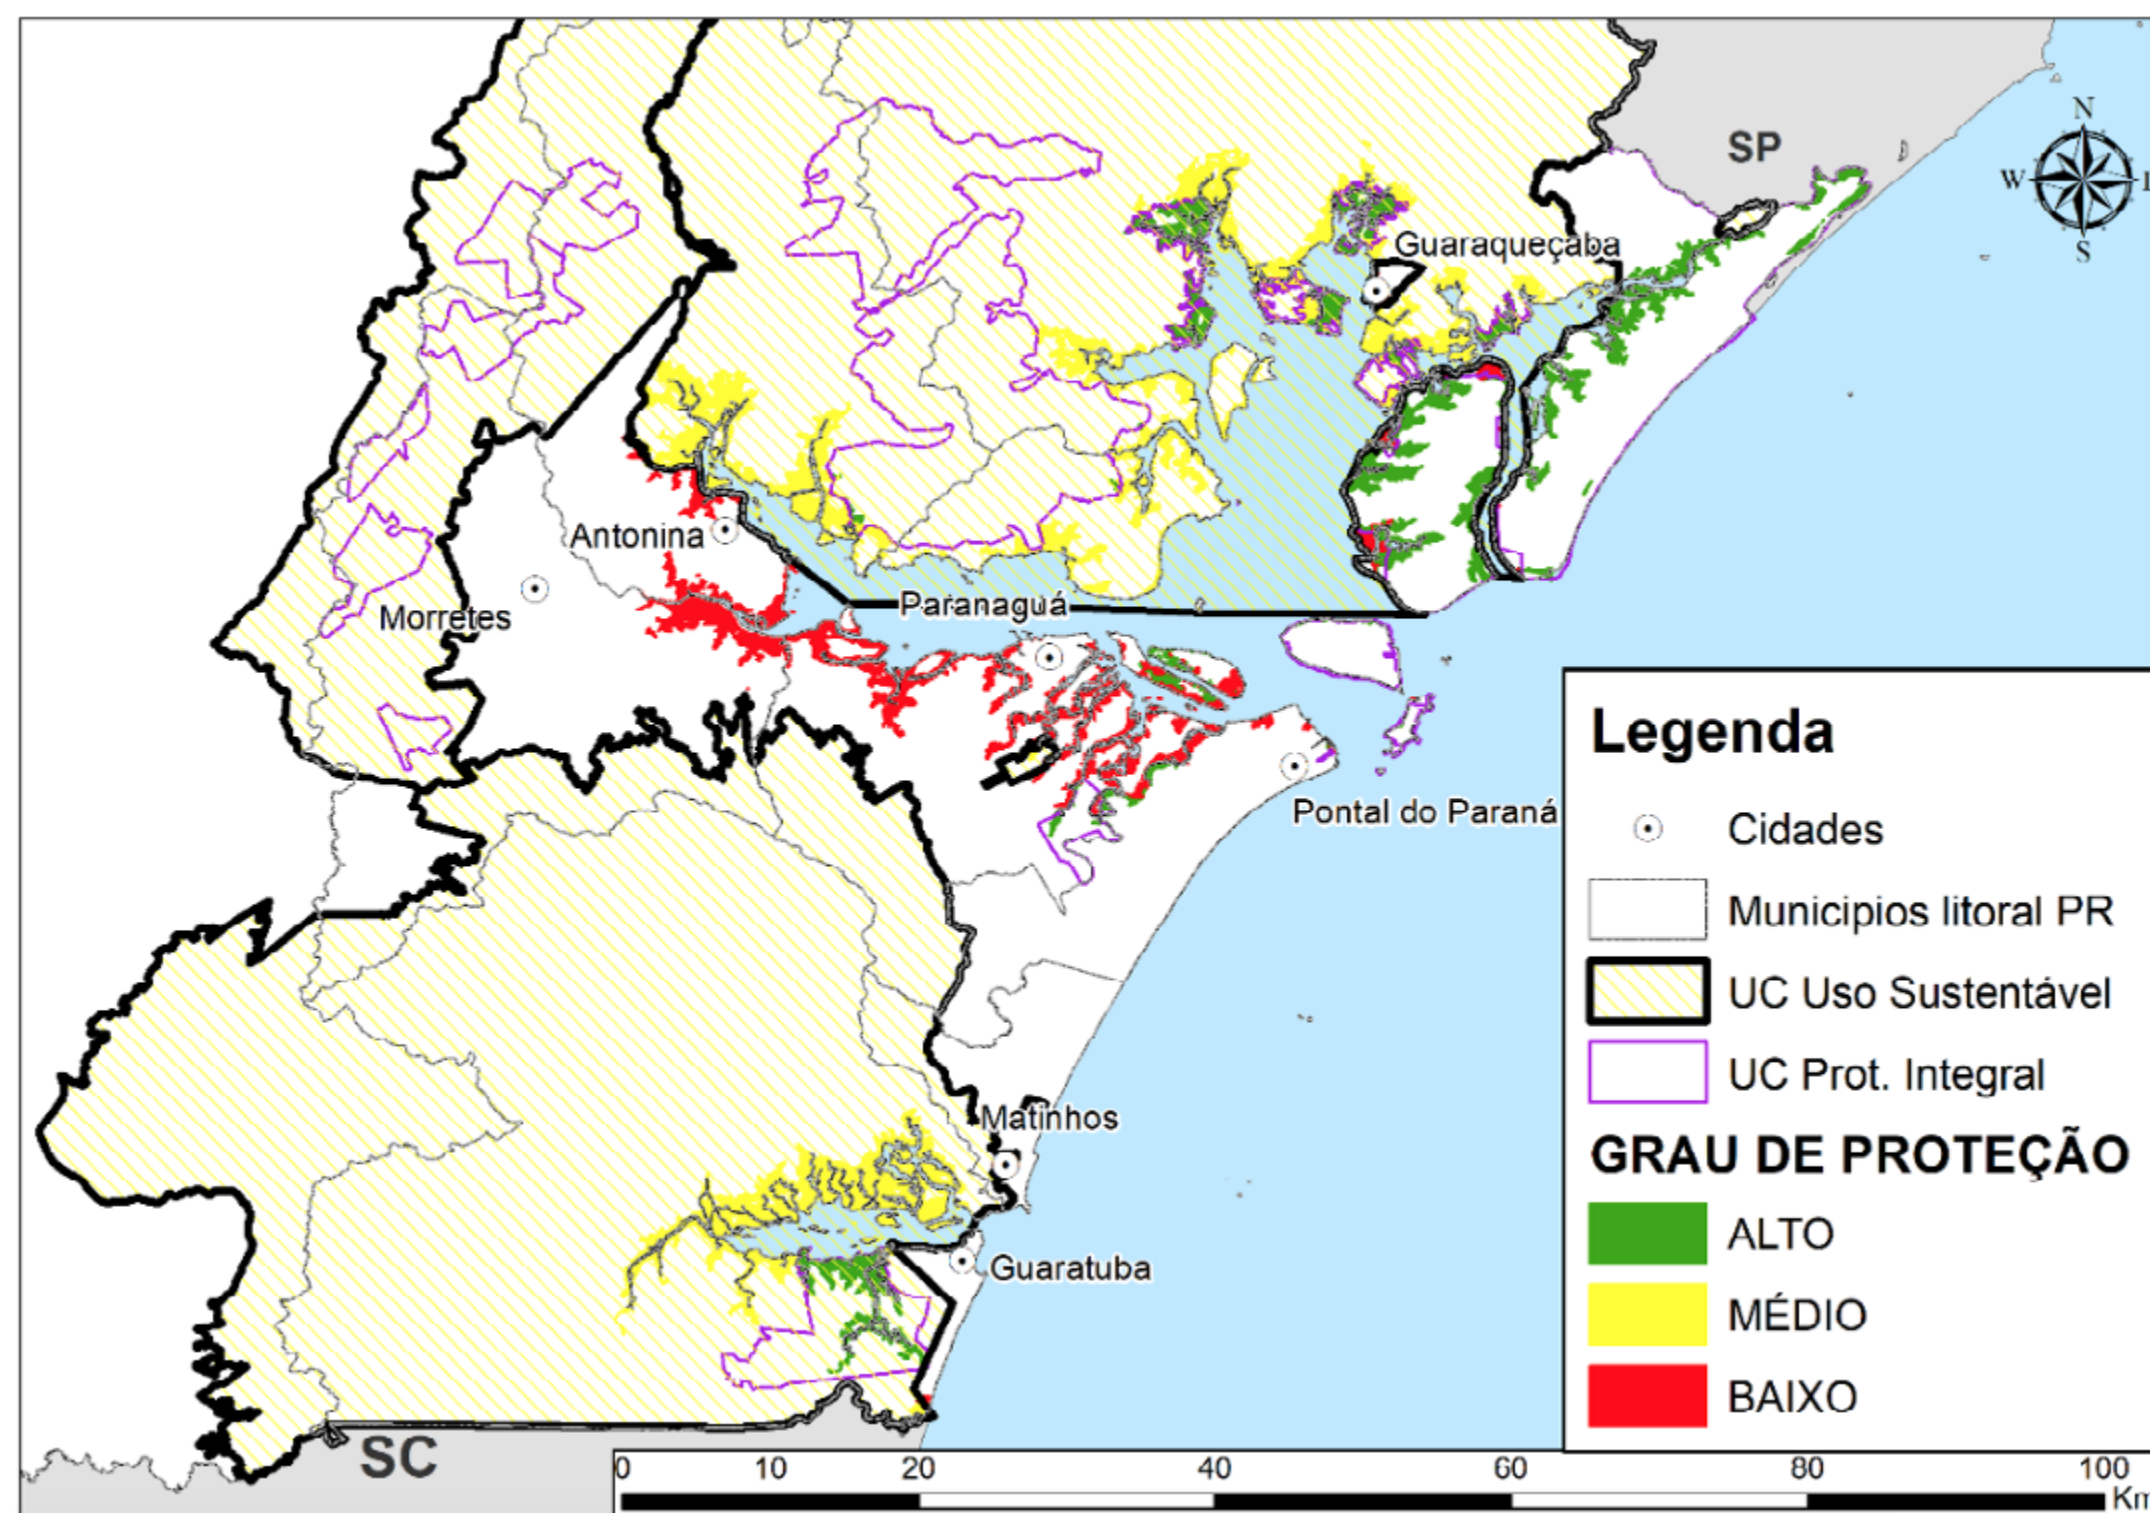 SP
N
W
S
Guaraqueçaba
Antonina
Morretes
Paranaguá
Pontal do Paraná
Matinhos
Guaratuba
SC
Legenda
Cidades
Municipios litoral PR
UC Uso Sustentável
UC Prot. Integral
GRAU DE PROTEÇÃO
ALTO
MÉDIO
BAIXO
0 10 20 40 60 80 100